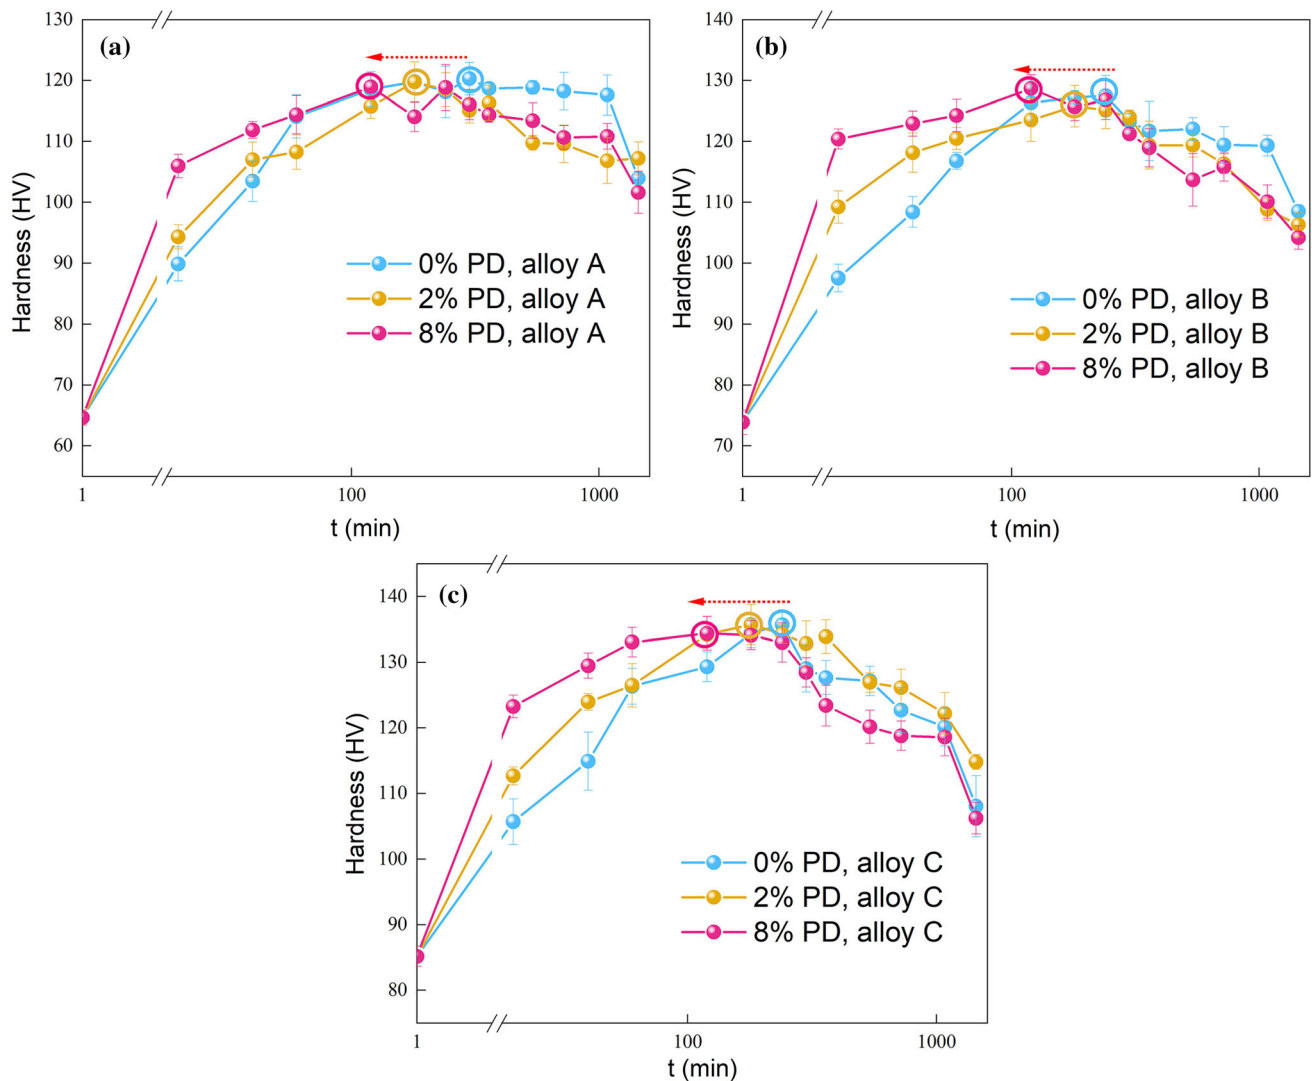 (a)
130
120
110
100
90
80
70
60
Hardness (HV)
0% PD, alloy A
2% PD, alloy A
8% PD, alloy A
1
100
1000
t (min)
(b)
140
130
120
110
100
90
80
70
Hardness (HV)
0% PD, alloy B
2% PD, alloy B
8% PD, alloy B
1
100
1000
t (min)
(c)
140
130
120
110
100
90
80
Hardness (HV)
0% PD, alloy C
2% PD, alloy C
8% PD, alloy C
1
100
1000
t (min)